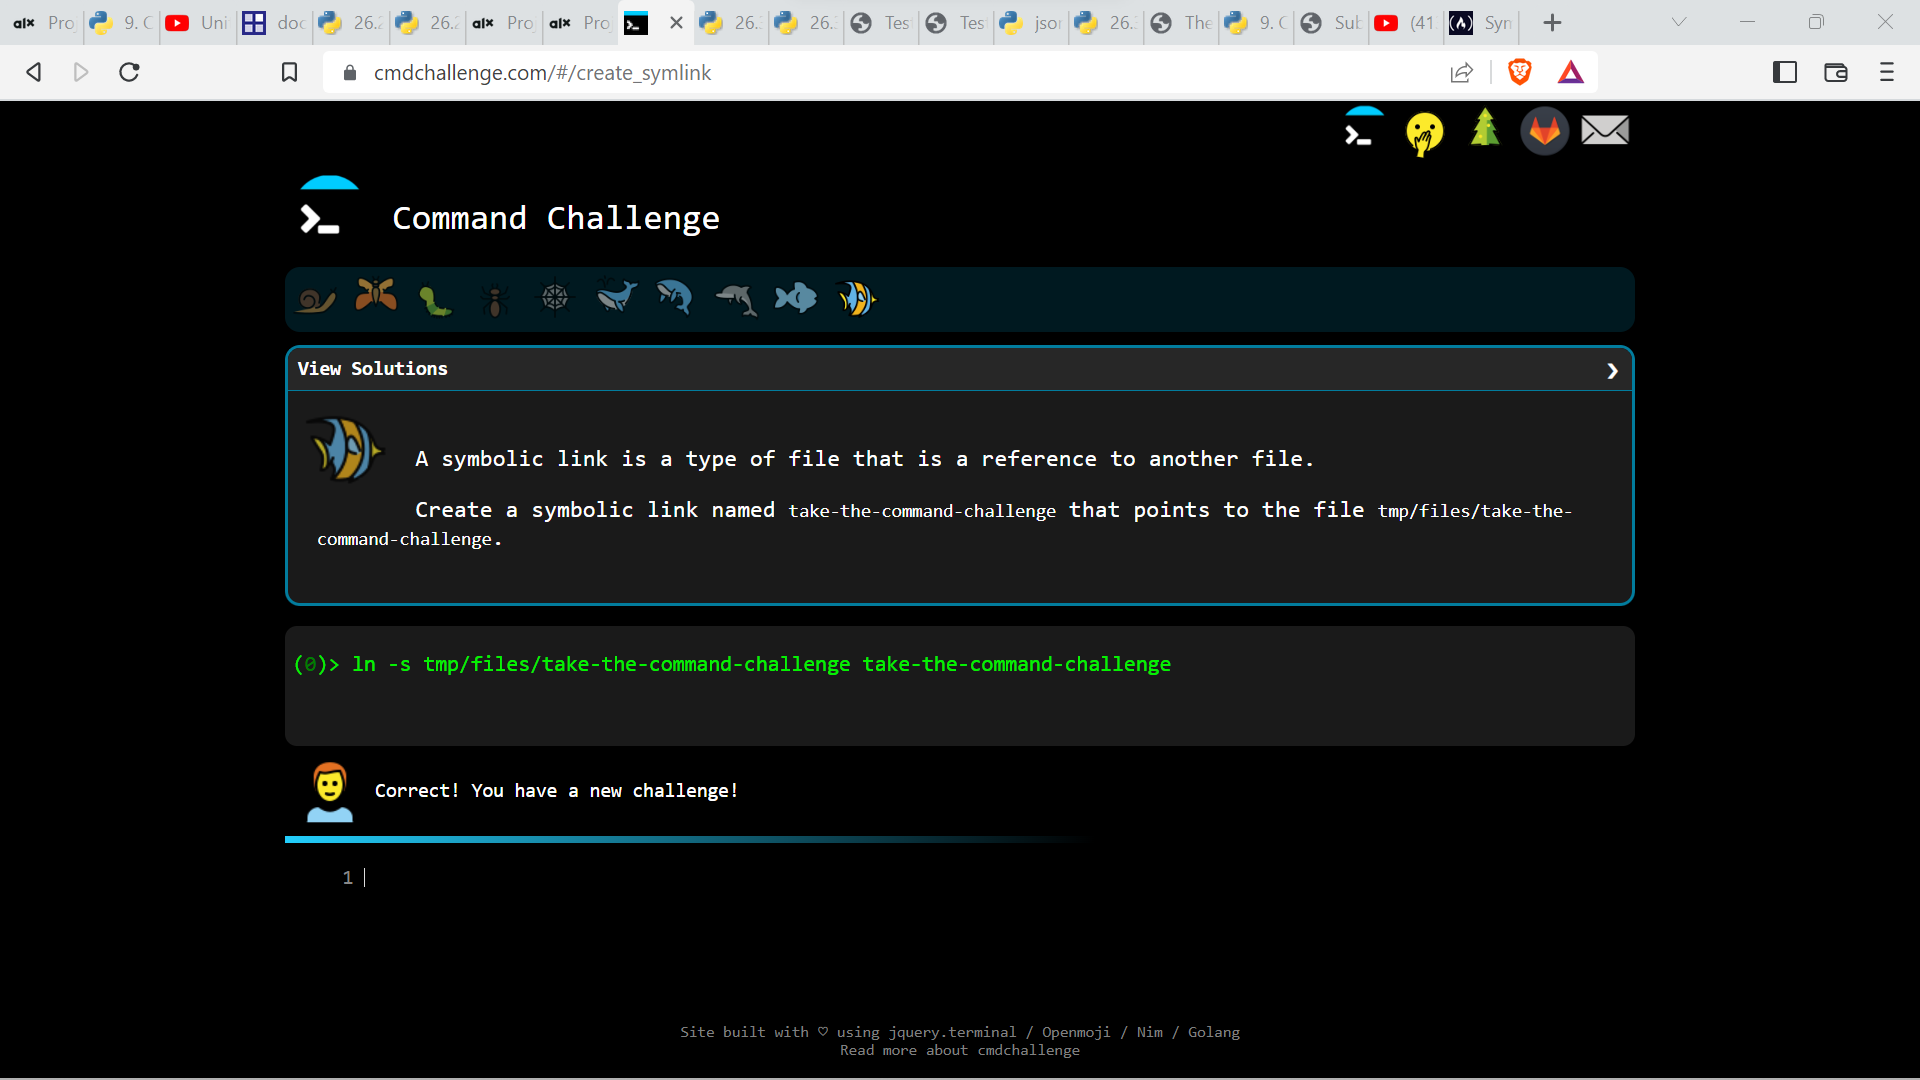 alx Pro
9. C
Uni
doc
26.2
26.2
alx Pro
alx Pro
26.
26.
Tes
Tes
jsor
26.
The
9. C
Sub
(41
Syn
cmdchallenge.com/#/create_symlink
Command Challenge
View Solutions
A symbolic link is a type of file that is a reference to another file.
Create a symbolic link named take-the-command-challenge that points to the file tmp/files/take-the-
command-challenge.
(0)> ln -s tmp/files/take-the-command-challenge take-the-command-challenge
Correct! You have a new challenge!
1
Site built with ♡ using jquery.terminal / Openmoji / Nim / Golang
Read more about cmdchallenge